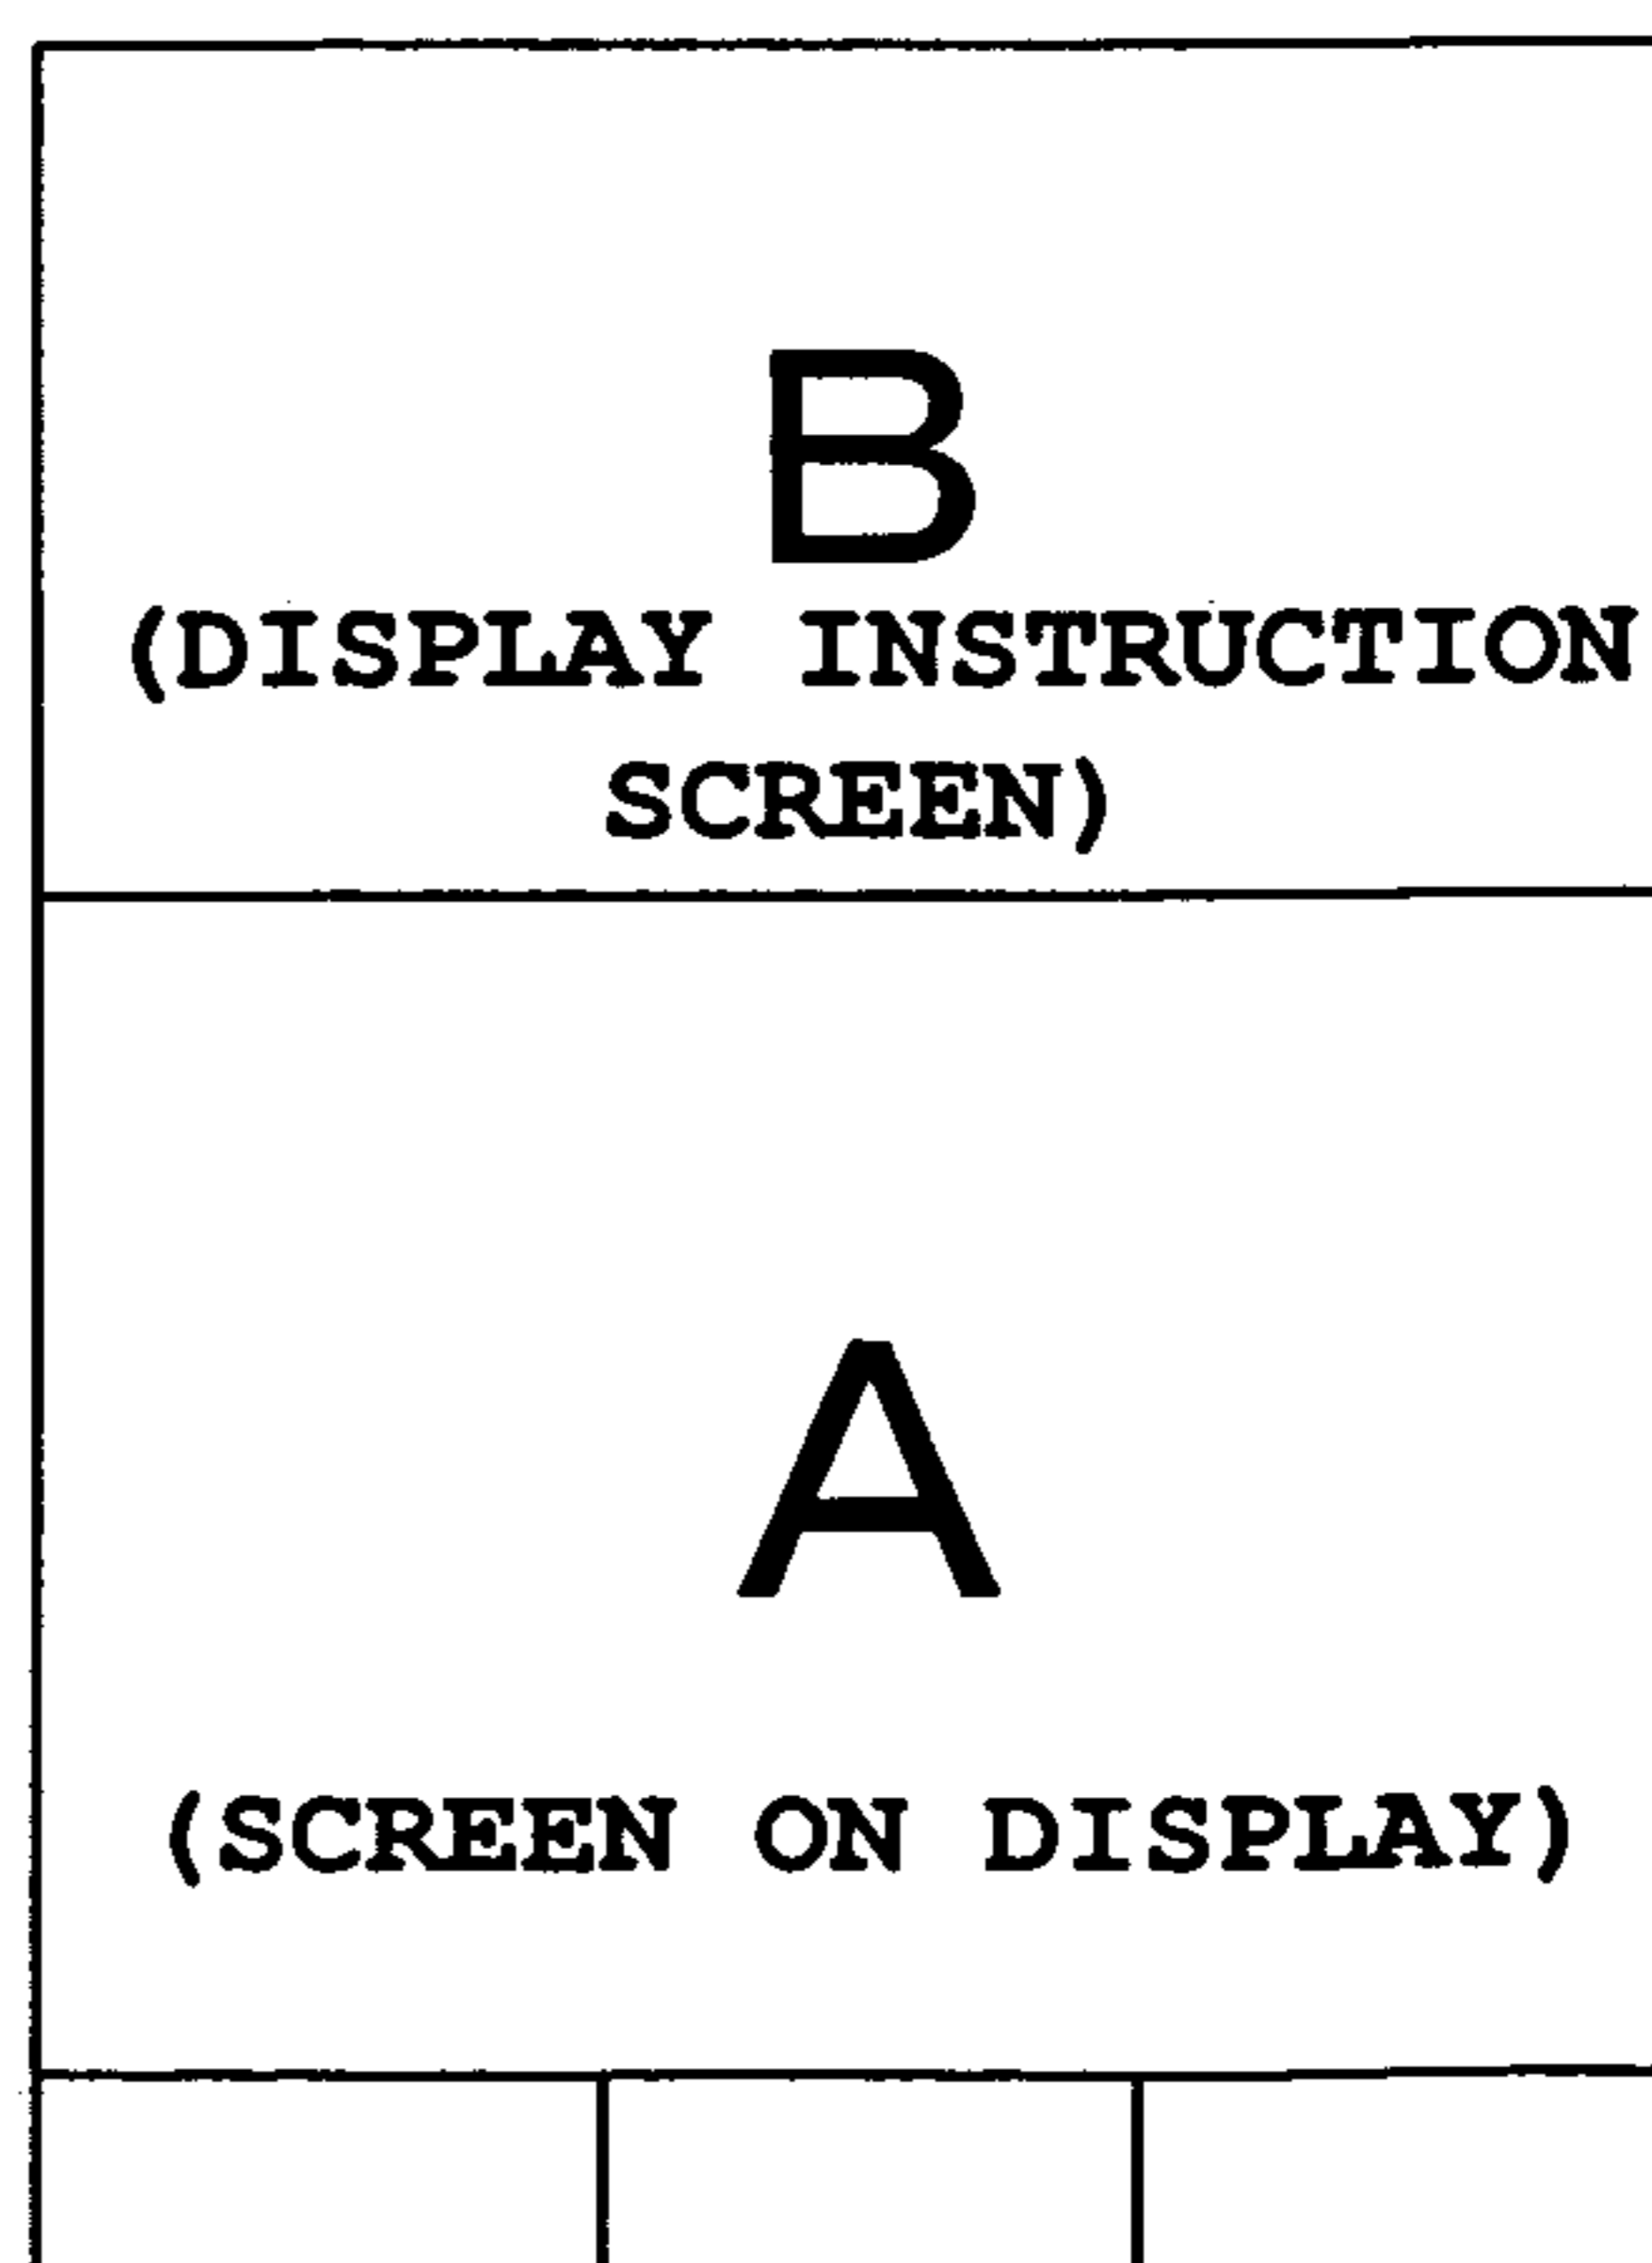 B
(DISPLAY INSTRUCTION
SCREEN)
A
(SCREEN ON DISPLAY)